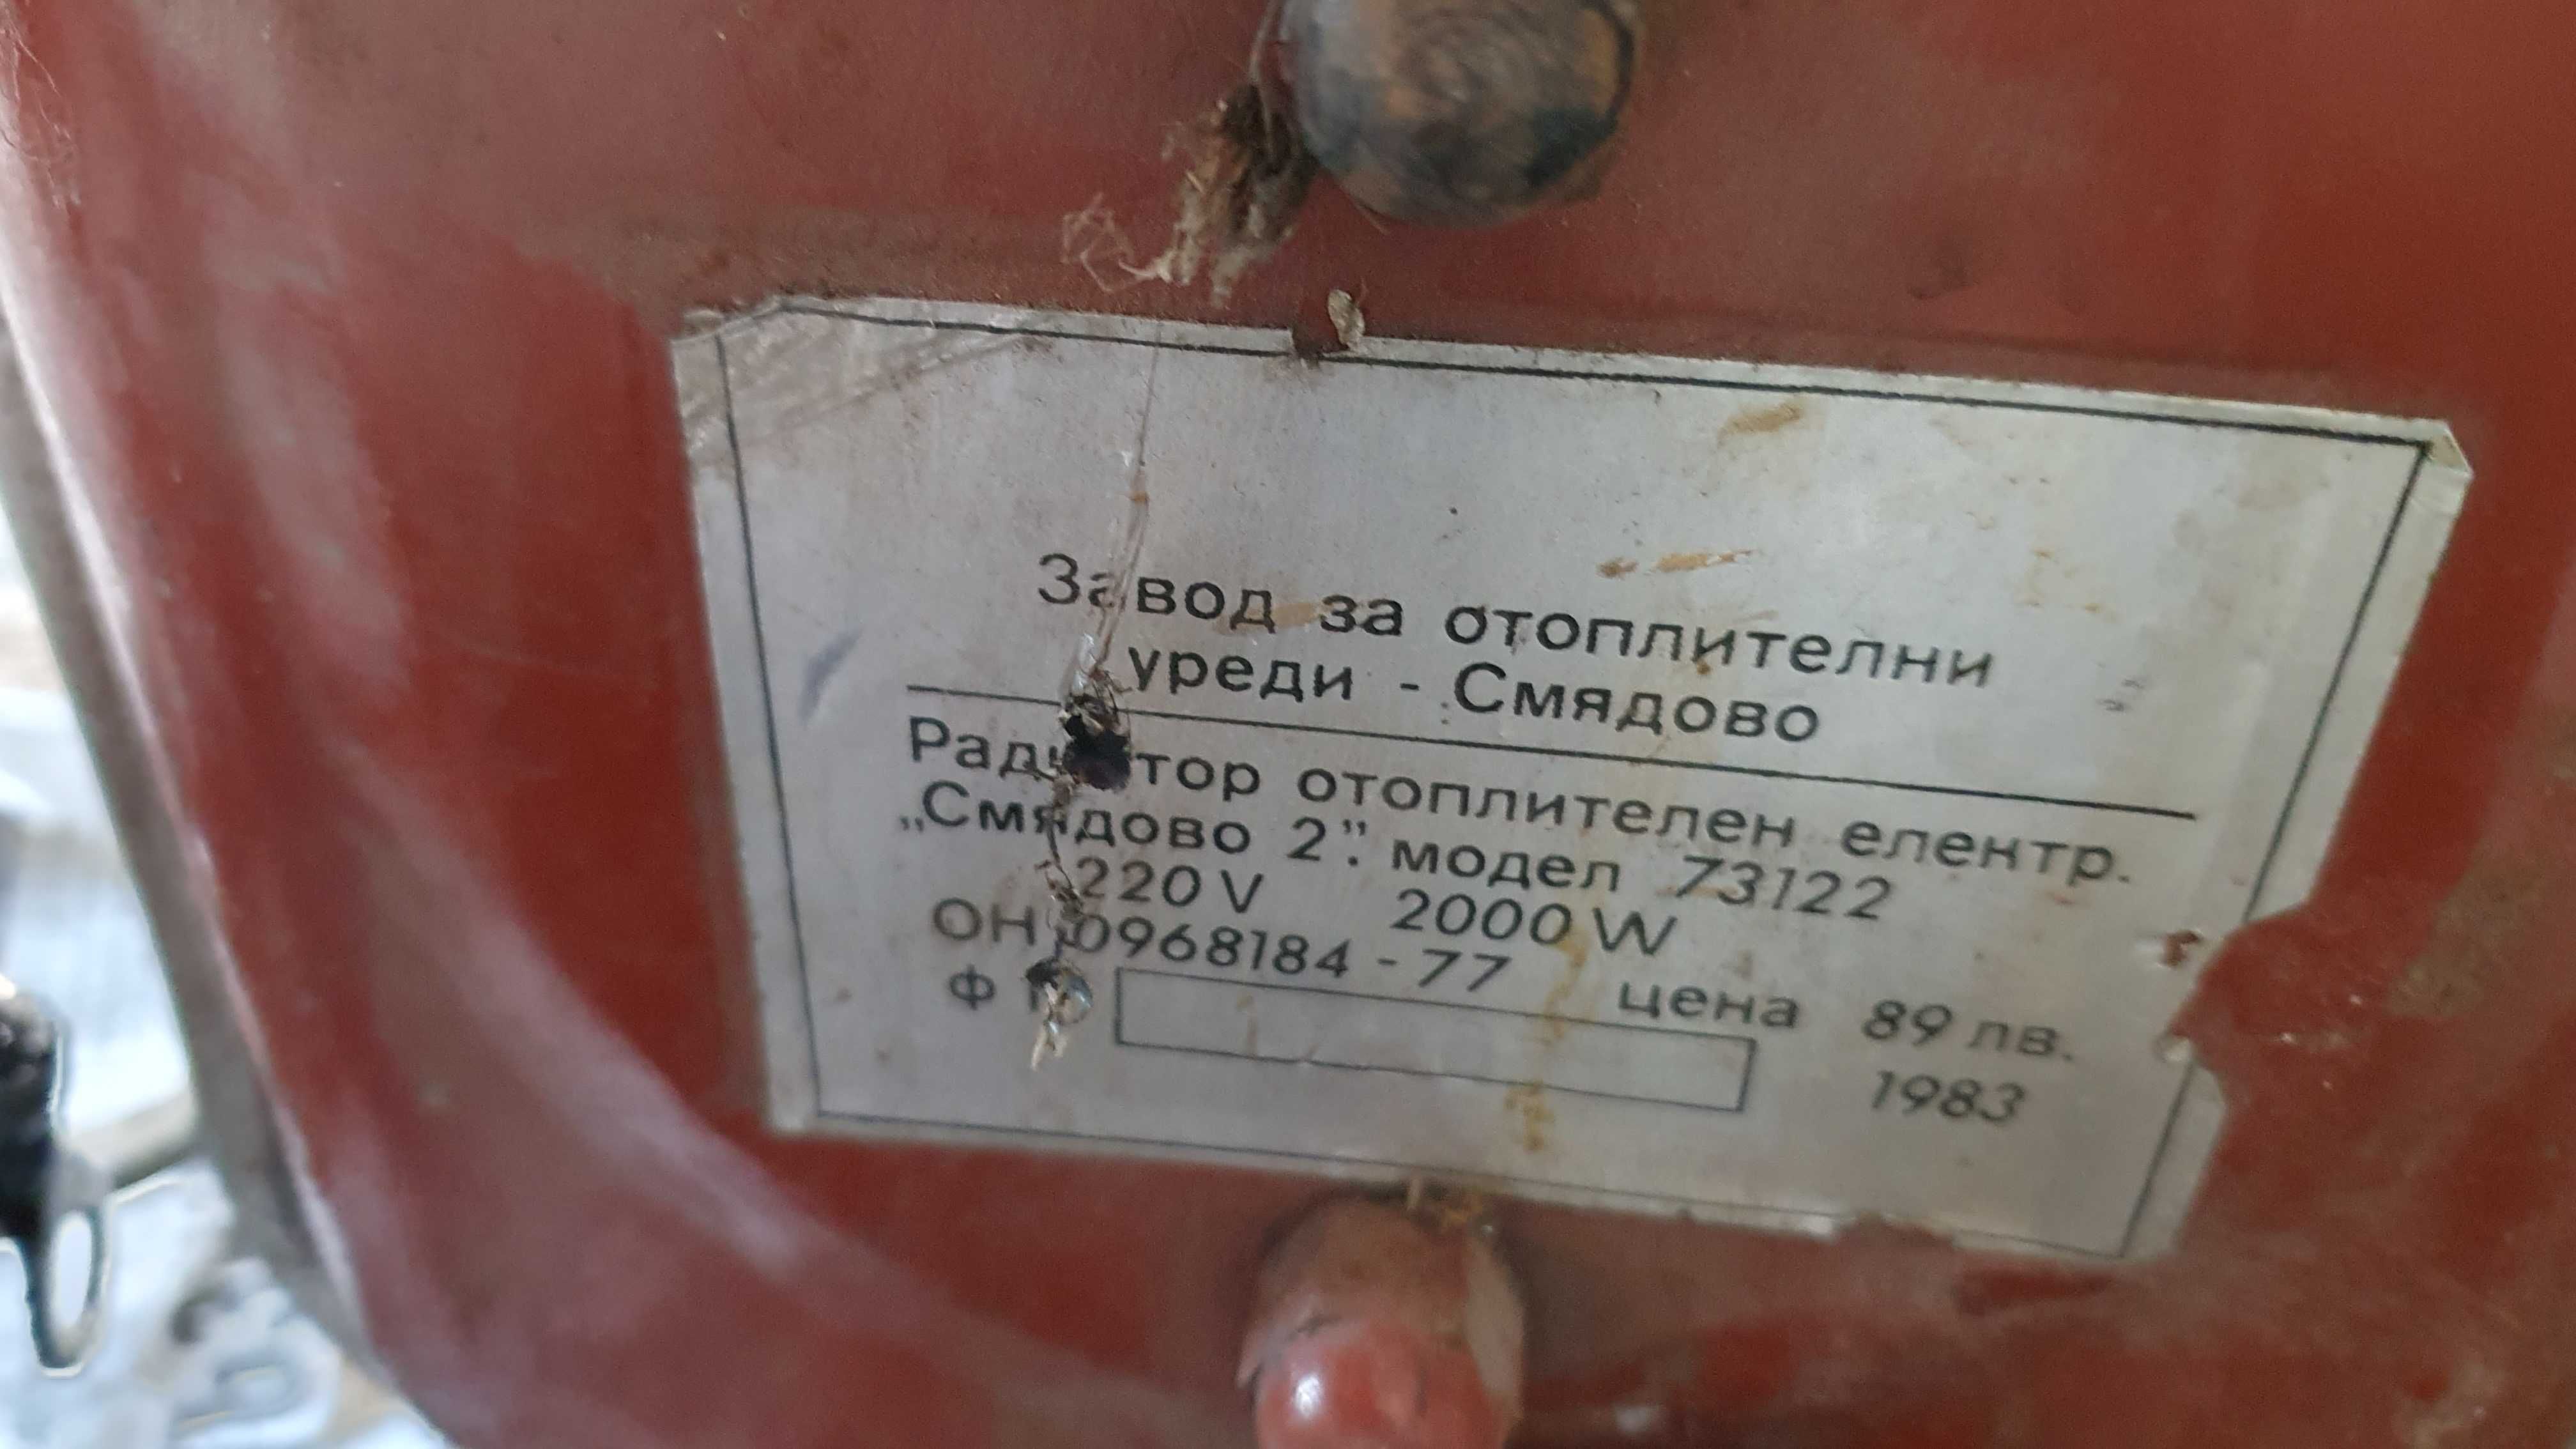 Завод за отоплителни
уреди - Смядово
Радиатор отоплителен електр.
„Смядово 2”. модел 73122
220 V 2000 W
ОН 0968184 - 77 цена 89 лв.
Ф 1983